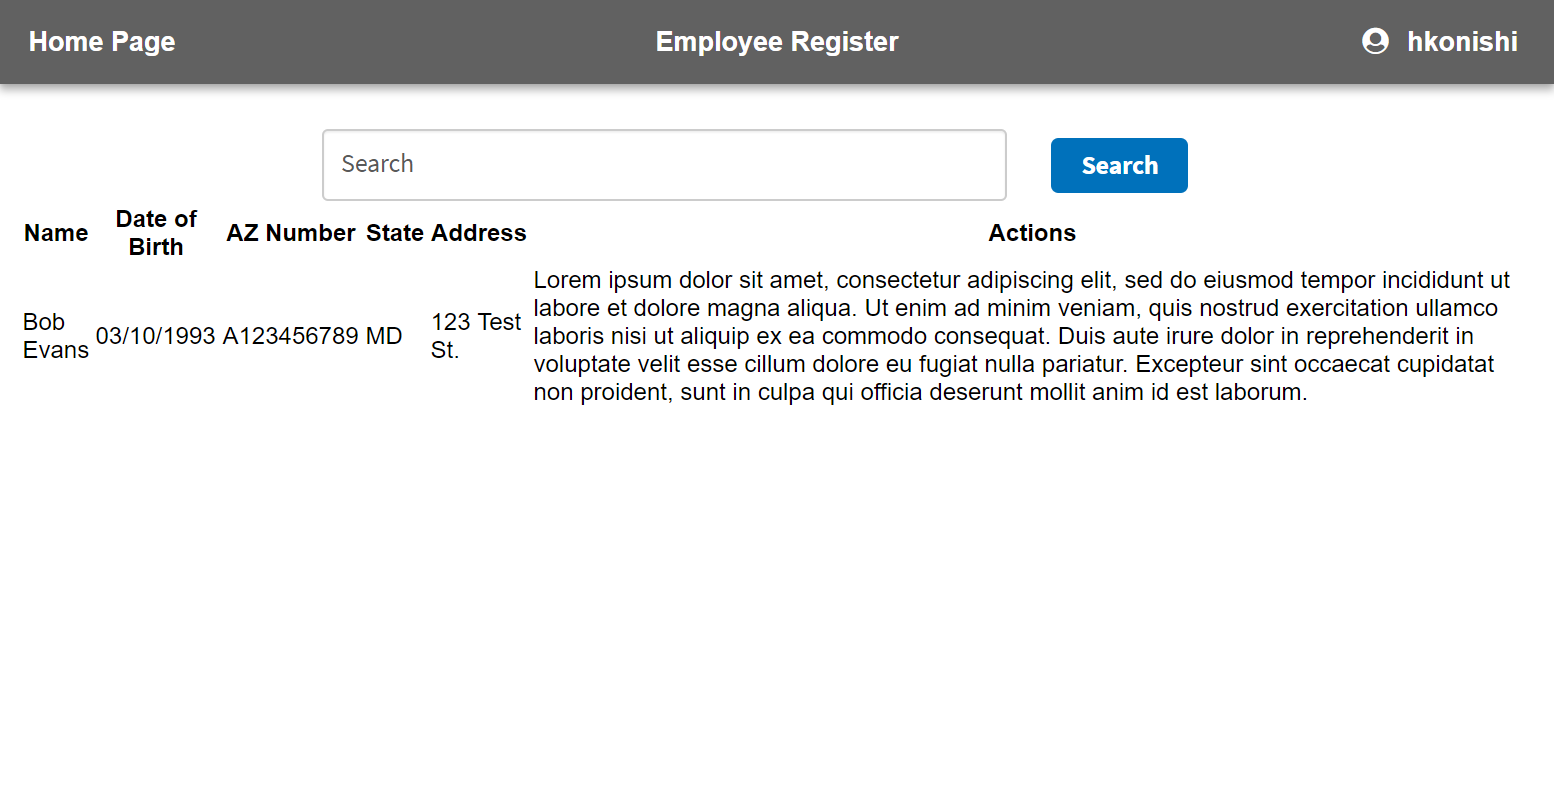 Home Page
Employee Register
hkonishi
Search
Search
Name
Date of
Birth
AZ Number
State
Address
Actions
Bob
Evans
03/10/1993
A123456789
MD
123 Test
St.
Lorem ipsum dolor sit amet, consectetur adipiscing elit, sed do eiusmod tempor incididunt ut
labore et dolore magna aliqua. Ut enim ad minim veniam, quis nostrud exercitation ullamco
laboris nisi ut aliquip ex ea commodo consequat. Duis aute irure dolor in reprehenderit in
voluptate velit esse cillum dolore eu fugiat nulla pariatur. Excepteur sint occaecat cupidatat
non proident, sunt in culpa qui officia deserunt mollit anim id est laborum.